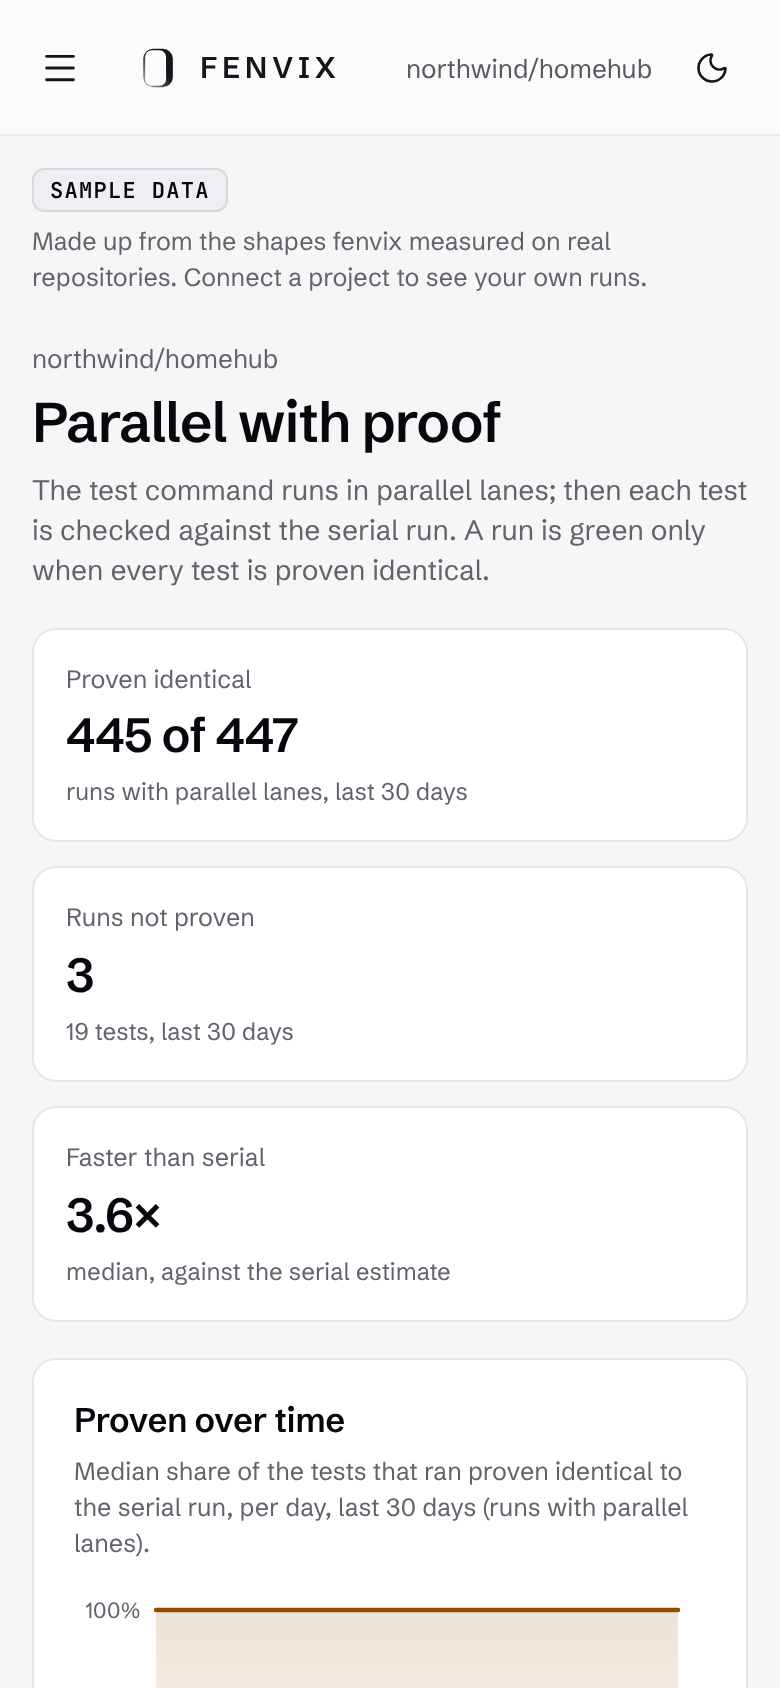 FENVIX
northwind/homehub
SAMPLE DATA
Made up from the shapes fenvix measured on real
repositories. Connect a project to see your own runs.
northwind/homehub
Parallel with proof
The test command runs in parallel lanes; then each test
is checked against the serial run. A run is green only
when every test is proven identical.
Proven identical
445 of 447
runs with parallel lanes, last 30 days
Runs not proven
3
19 tests, last 30 days
Faster than serial
3.6×
median, against the serial estimate
Proven over time
Median share of the tests that ran proven identical to
the serial run, per day, last 30 days (runs with parallel
lanes).
100%